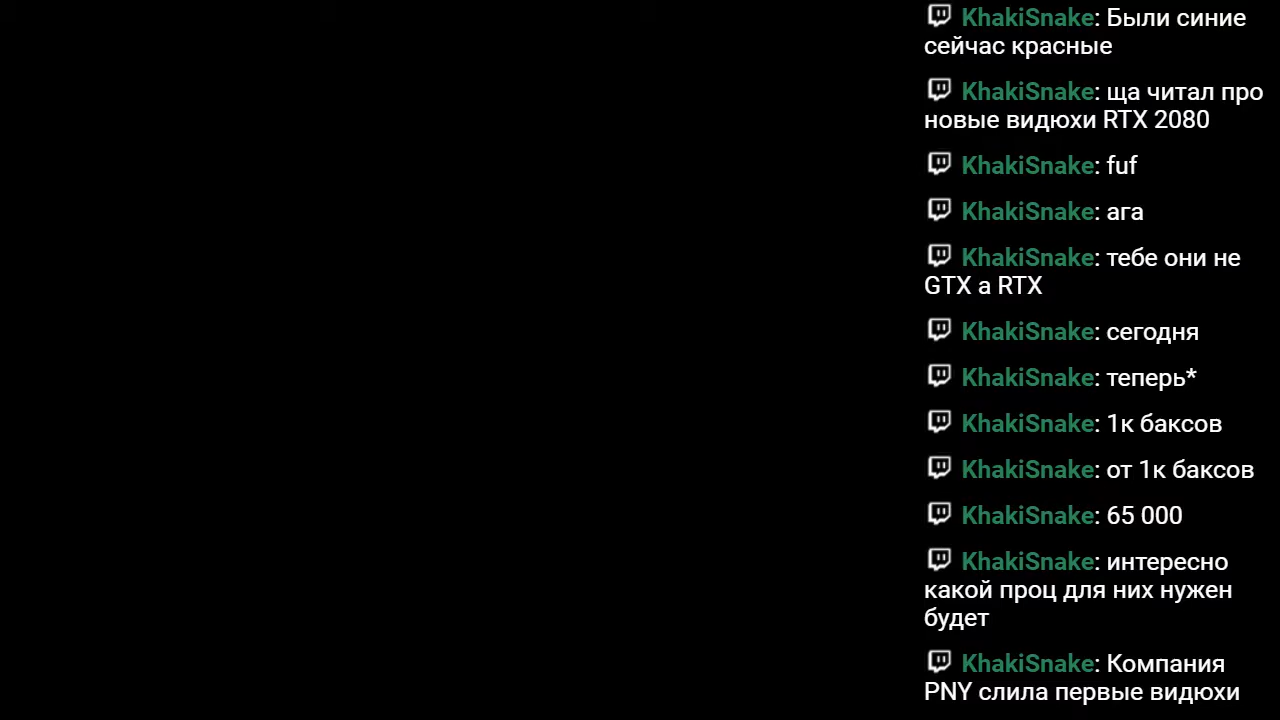 KhakiSnake: Были синие
сейчас красные
KhakiSnake: ща читал про
новые видюхи RTX 2080
KhakiSnake: fuf
KhakiSnake: ага
KhakiSnake: тебе они не
GTX а RTX
KhakiSnake: сегодня
KhakiSnake: теперь*
KhakiSnake: 1к баксов
KhakiSnake: от 1к баксов
KhakiSnake: 65 000
KhakiSnake: интересно
какой проц для них нужен
будет
KhakiSnake: Компания
PNY слила первые видюхи